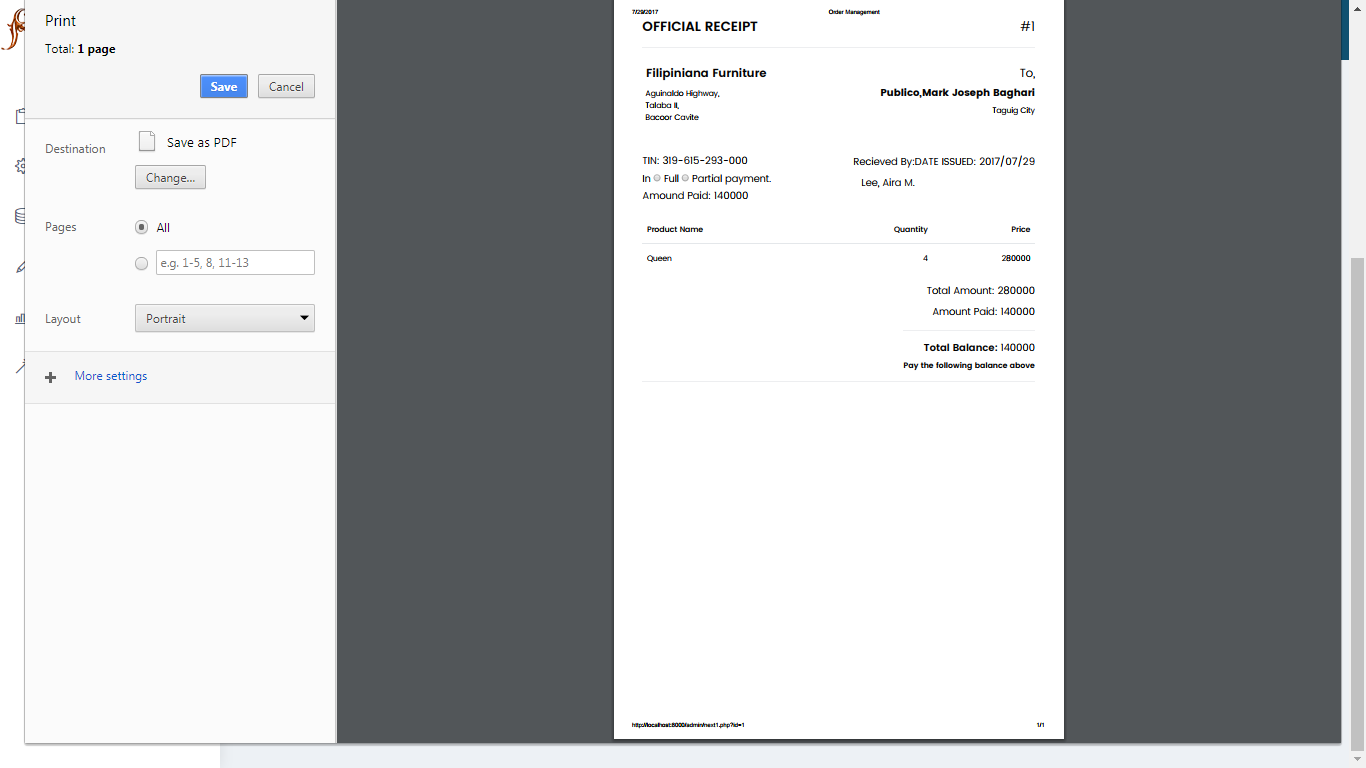 Print
Total: 1 page
Save
Cancel
Destination
Save as PDF
Change...
Pages
All
e.g. 1-5, 8, 11-13
Layout
Portrait
More settings
7/29/2017
Order Management
OFFICIAL RECEIPT
#1
Filipiniana Furniture
To,
Aguinaldo Highway,
Talaba II,
Bacoor Cavite
Publico,Mark Joseph Baghari
Taguig City
TIN: 319-615-293-000
Recieved By:DATE ISSUED: 2017/07/29
In Full Partial payment.
Lee, Aira M.
Amound Paid: 140000
Product Name Quantity Price
Queen 4 280000
Total Amount: 280000
Amount Paid: 140000
Total Balance: 140000
Pay the following balance above
http://localhost:8000/admin/next1.php?id=1
1/1